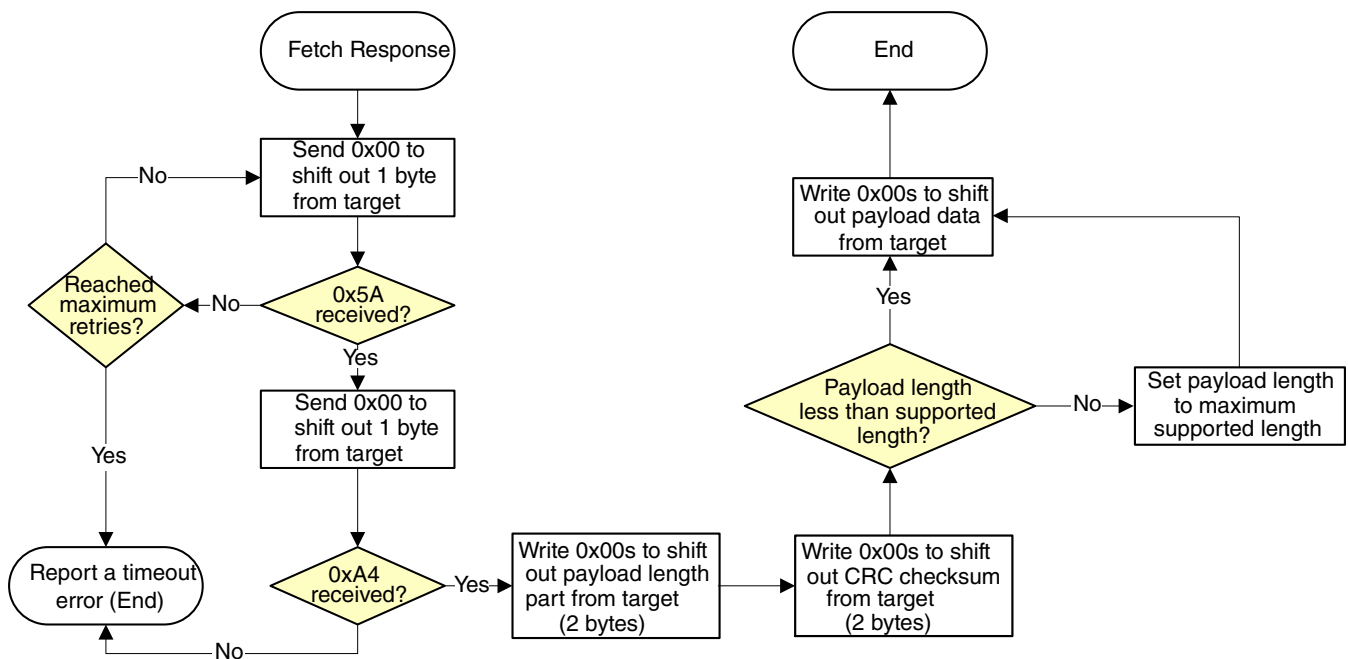 Fetch Response
Send 0x00 to
shift out 1 byte
from target
No
Reached
maximum
retries?
No
0x5A
received?
Yes
Send 0x00 to
shift out 1 byte
from target
Yes
Report a timeout
error (End)
0xA4
received?
No
Yes
Write 0x00s to shift
out payload length
part from target
(2 bytes)
Write 0x00s to shift
out CRC checksum
from target
(2 bytes)
Payload length
less than supported
length?
No
Set payload length
to maximum
supported length
Yes
Write 0x00s to shift
out payload data
from target
End